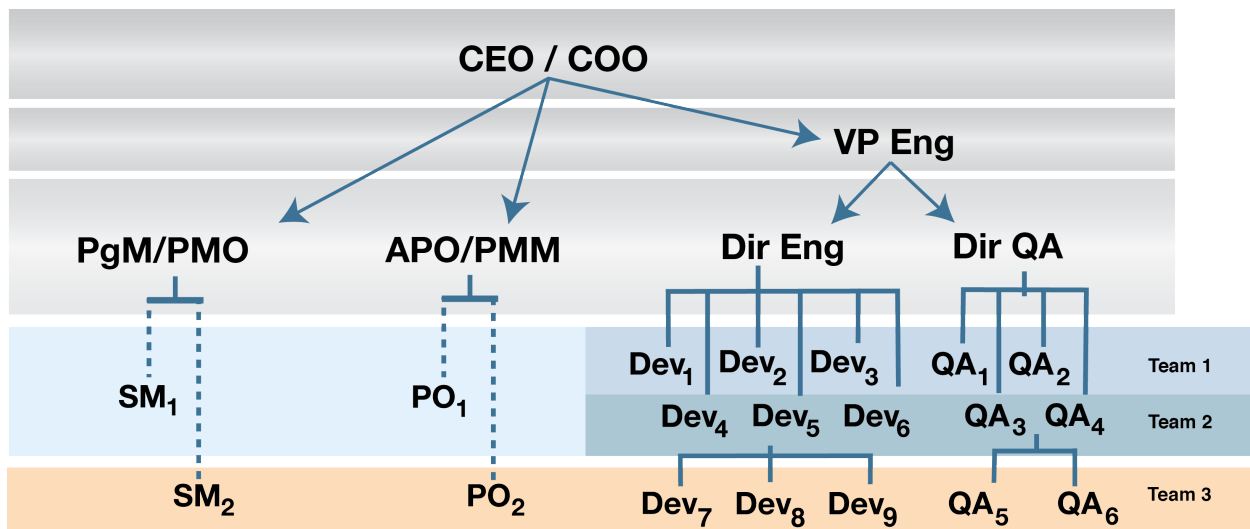 CEO / COO
VP Eng
PgM/PMO APO/PMM Dir Eng Dir QA
Dev1 Dev2 Dev3 QA1 QA2 Team 1
SM1 PO1
Dev4 Dev5 Dev6 QA3 QA4 Team 2
SM2 PO2 Dev7 Dev8 Dev9 QA5 QA6 Team 3